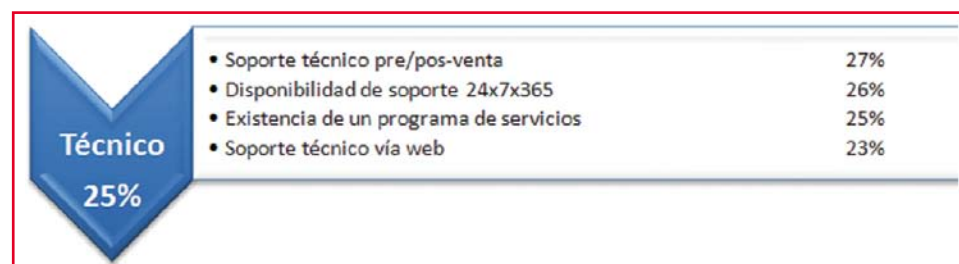 • Soporte técnico pre/pos-venta 27%
• Disponibilidad de soporte 24x7x365 26%
• Existencia de un programa de servicios 25%
• Soporte técnico vía web 23%
Técnico
25%